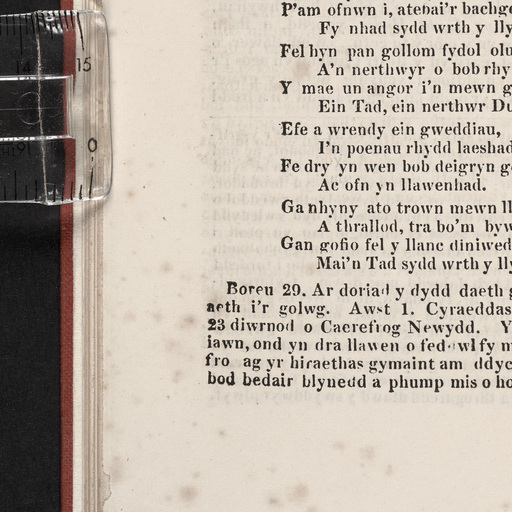 P'am ofnwn i, atebai'r bachge
Fy nhad sydd wrth y lly
Fel hyn pan gollom fydol olu
A'n nerthwyr o bob rhy
Y mae un angor i'n mewn g
Ein Tad, ein nerthwr Du
Efe a wrendy ein gweddiau,
I'n poenau rhydd laeshad
Fe dry yn wen bob deigryn ge
Ac ofn yn llawenhad.
Ga nhyny ato trown mewn ll
A thrallod, tra bo'm byw
Gan gofio fel y llanc diniwed
Mai'n Tad sydd wrth y lly
Boreu 29. Ar doriad y dydd daeth g
aeth i'r golwg. Awst 1. Cyraeddas
23 diwrnod o Caerefrog Newydd. Y
iawn, ond yn dra llawen o fed wl fy m
fro ag yr hiraethas gymaint am ddyc
bod bedair blynedd a phump mis o ho
14 15
9